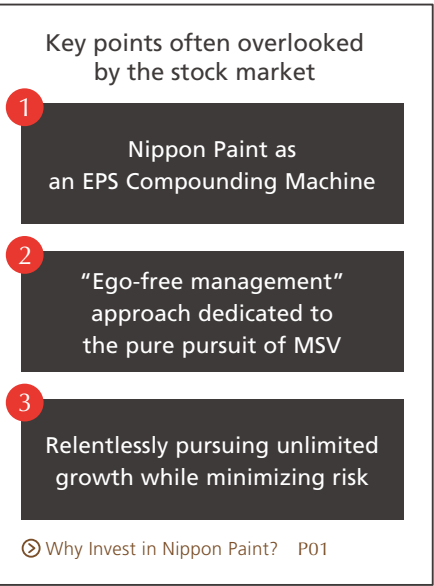 Key points often overlooked
by the stock market
1
Nippon Paint as
an EPS Compounding Machine
2
“Ego-free management”
approach dedicated to
the pure pursuit of MSV
3
Relentlessly pursuing unlimited
growth while minimizing risk
Why Invest in Nippon Paint? P01